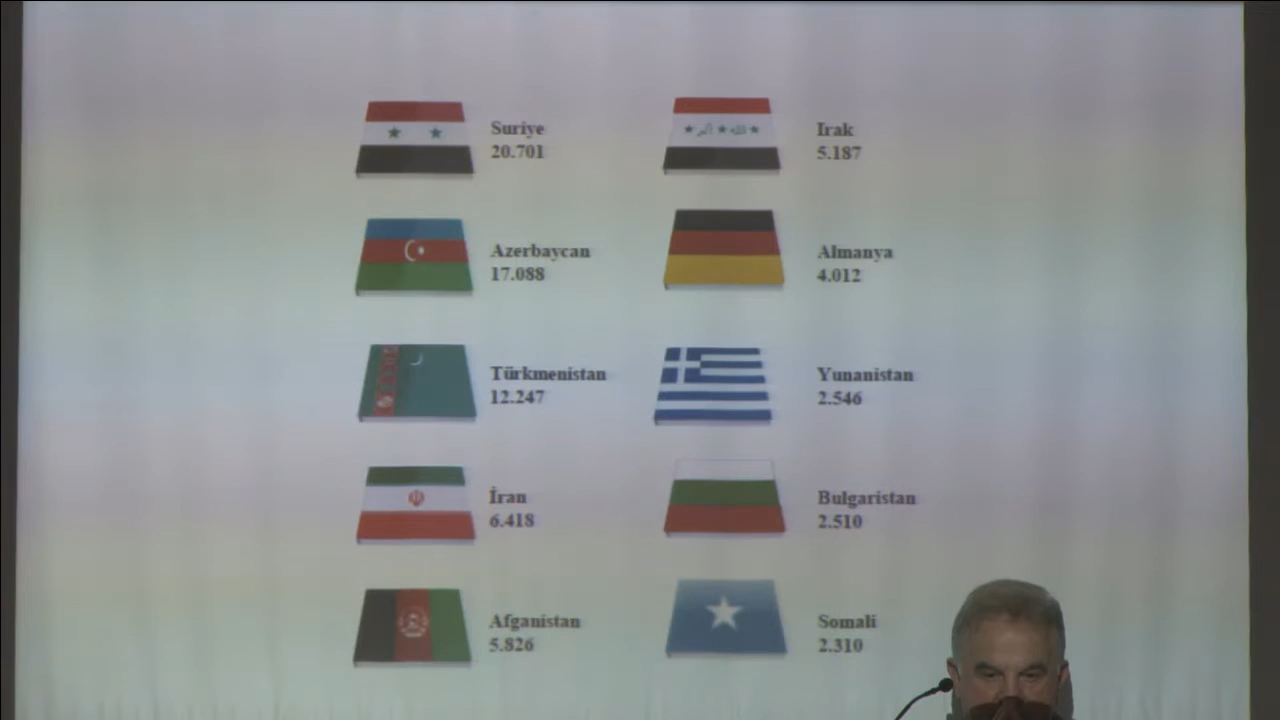 Suriye
20.701
Irak
5.187
Azerbaycan
17.088
Almanya
4.012
Türkmenistan
12.247
Yunanistan
2.546
İran
6.418
Bulgaristan
2.510
Afganistan
5.826
Somali
2.310